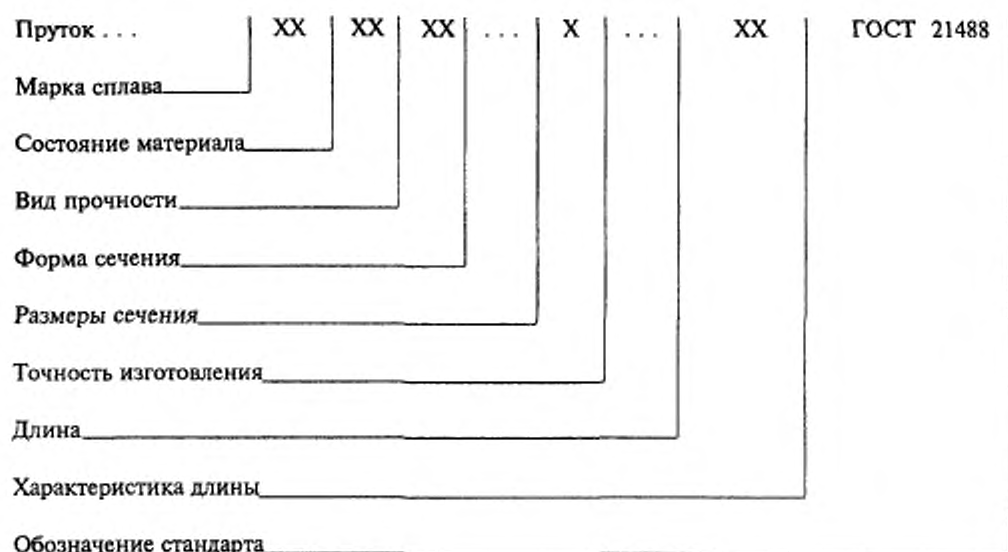 Пруток ... XX XX XX ... X ... XX ГОСТ 21488
Марка сплава
Состояние материала
Вид прочности
Форма сечения
Размеры сечения
Точность изготовления
Длина
Характеристика длины
Обозначение стандарта